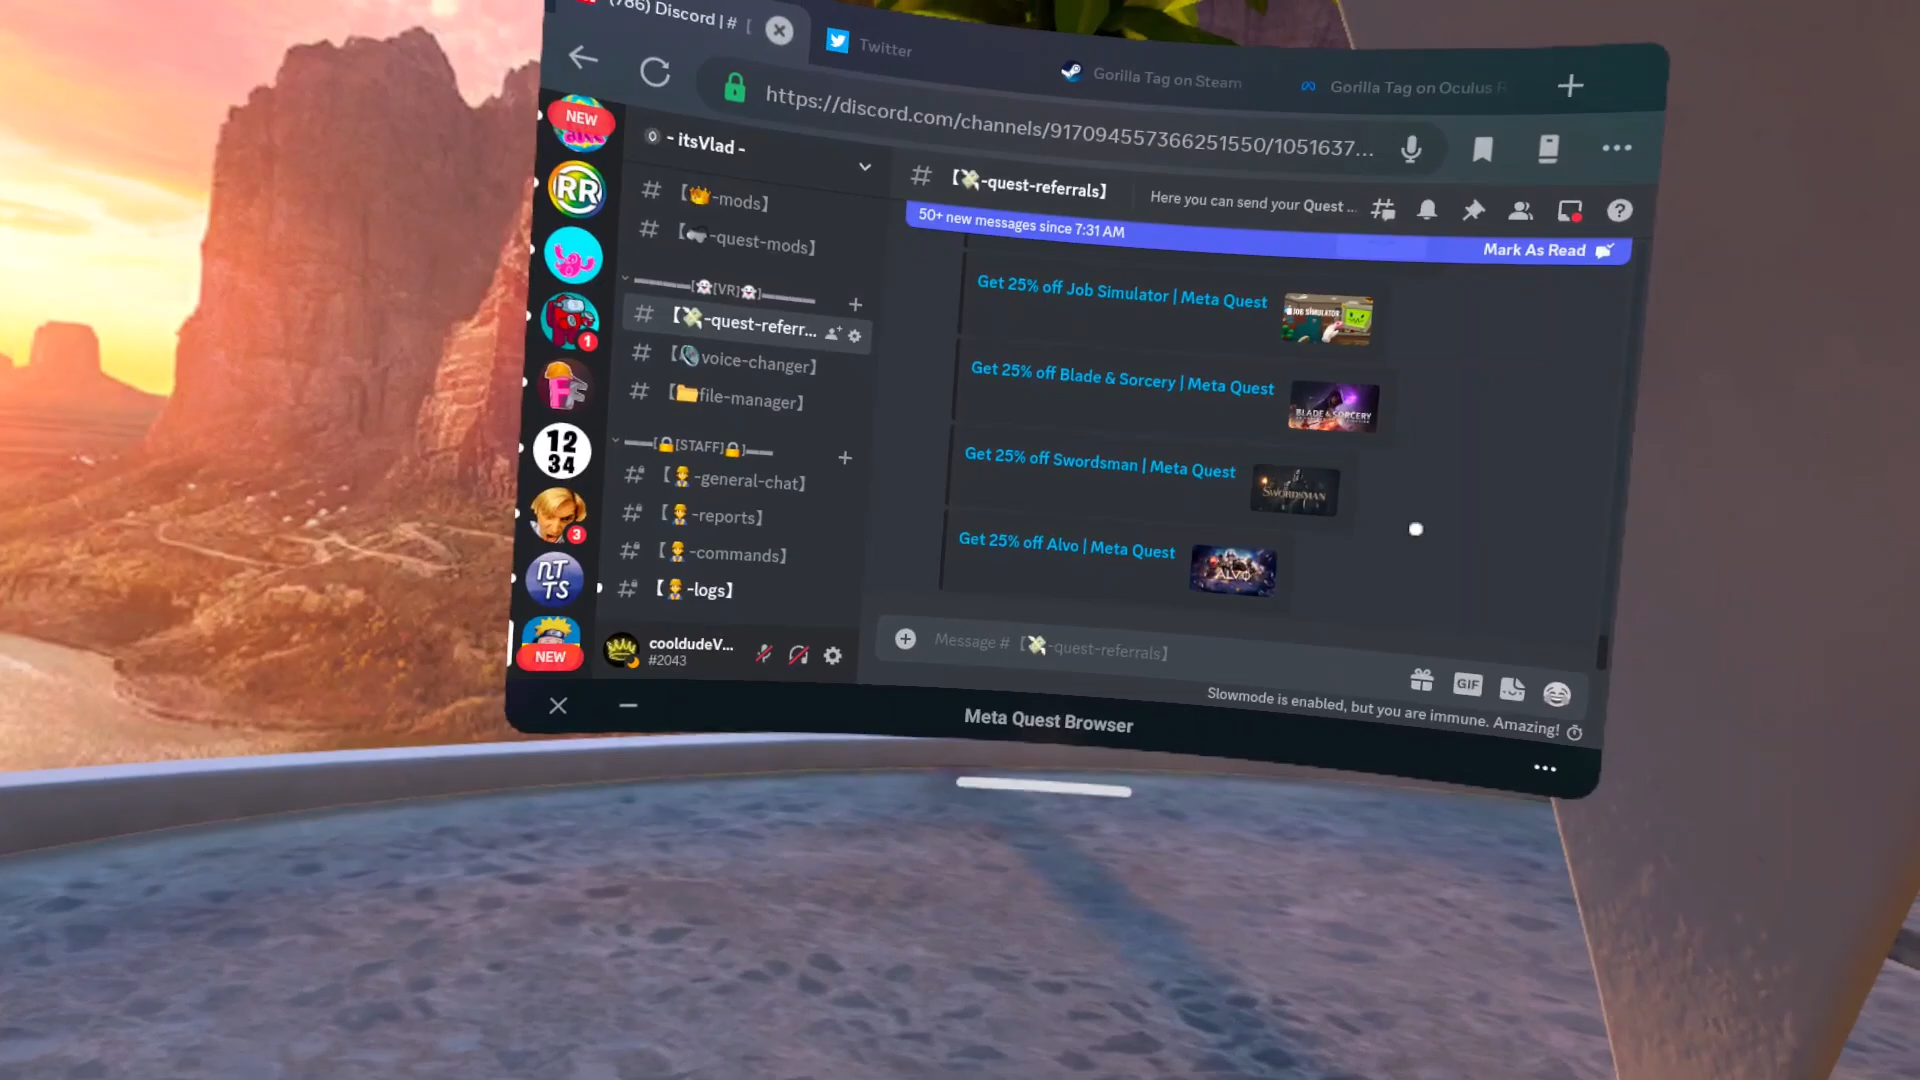 (786) Discord | # [
Twitter
Gorilla Tag on Steam
Gorilla Tag on Oculus R
https://discord.com/channels/917094557366251550/1051637...
NEW
RR
1
12
34
3
NT
TS
NEW
- itsVlad -
# 【👑-mods】
# 【-quest-mods】
═════[👻[VR]👻]═════
# 【💸-quest-referr...
# 【voice-changer】
# 【📁file-manager】
═══[🔒[STAFF]🔒]═══
# 【👷-general-chat】
# 【👷-reports】
# 【👷-commands】
# 【👷-logs】
cooldudeV...
#2043
# 【💸-quest-referrals】
Here you can send your Quest ...
50+ new messages since 7:31 AM
Mark As Read
Get 25% off Job Simulator | Meta Quest
JOB SIMULATOR
Get 25% off Blade & Sorcery | Meta Quest
BLADE & SORCERY
Get 25% off Swordsman | Meta Quest
SWORDSMAN
Get 25% off Alvo | Meta Quest
ALVO
Message # 【💸-quest-referrals】
GIF
Slowmode is enabled, but you are immune. Amazing!
Meta Quest Browser